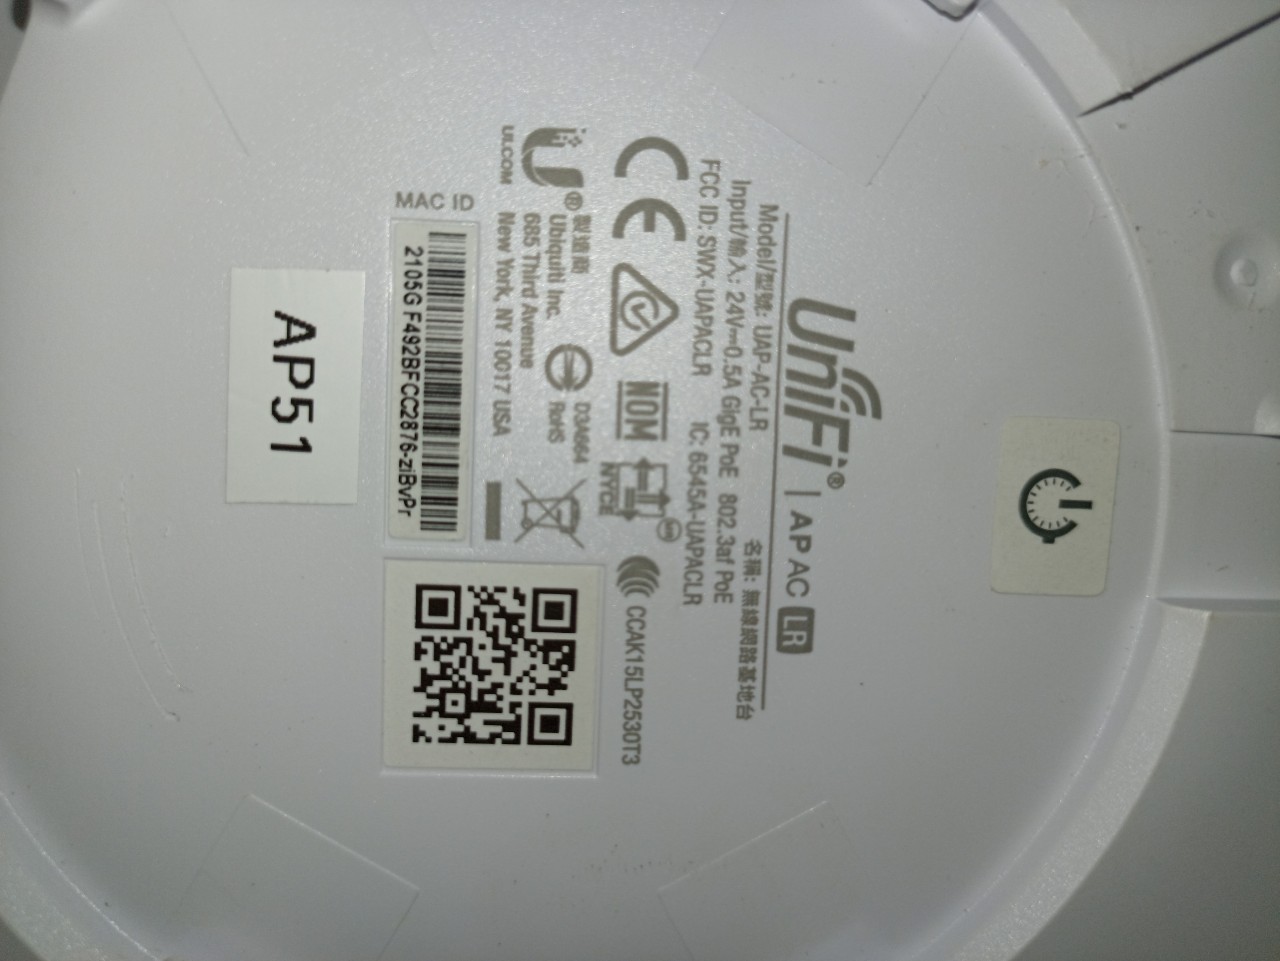 UniFi® | AP AC LR
Model/型號: UAP-AC-LR 名稱: 無線網路基地台
Input/輸入: 24V⎓0.5A GigE PoE 802.3af PoE
FCC ID: SWX-UAPACLR IC: 6545A-UAPACLR
CE NOM NYCE CCAK15LP2530T3
U®
UI.COM
製造商
Ubiquiti Inc.
685 Third Avenue
New York, NY 10017 USA
D3A664
RoHS
MAC ID
2105G F492BFCC2876-ziBvPr
AP51